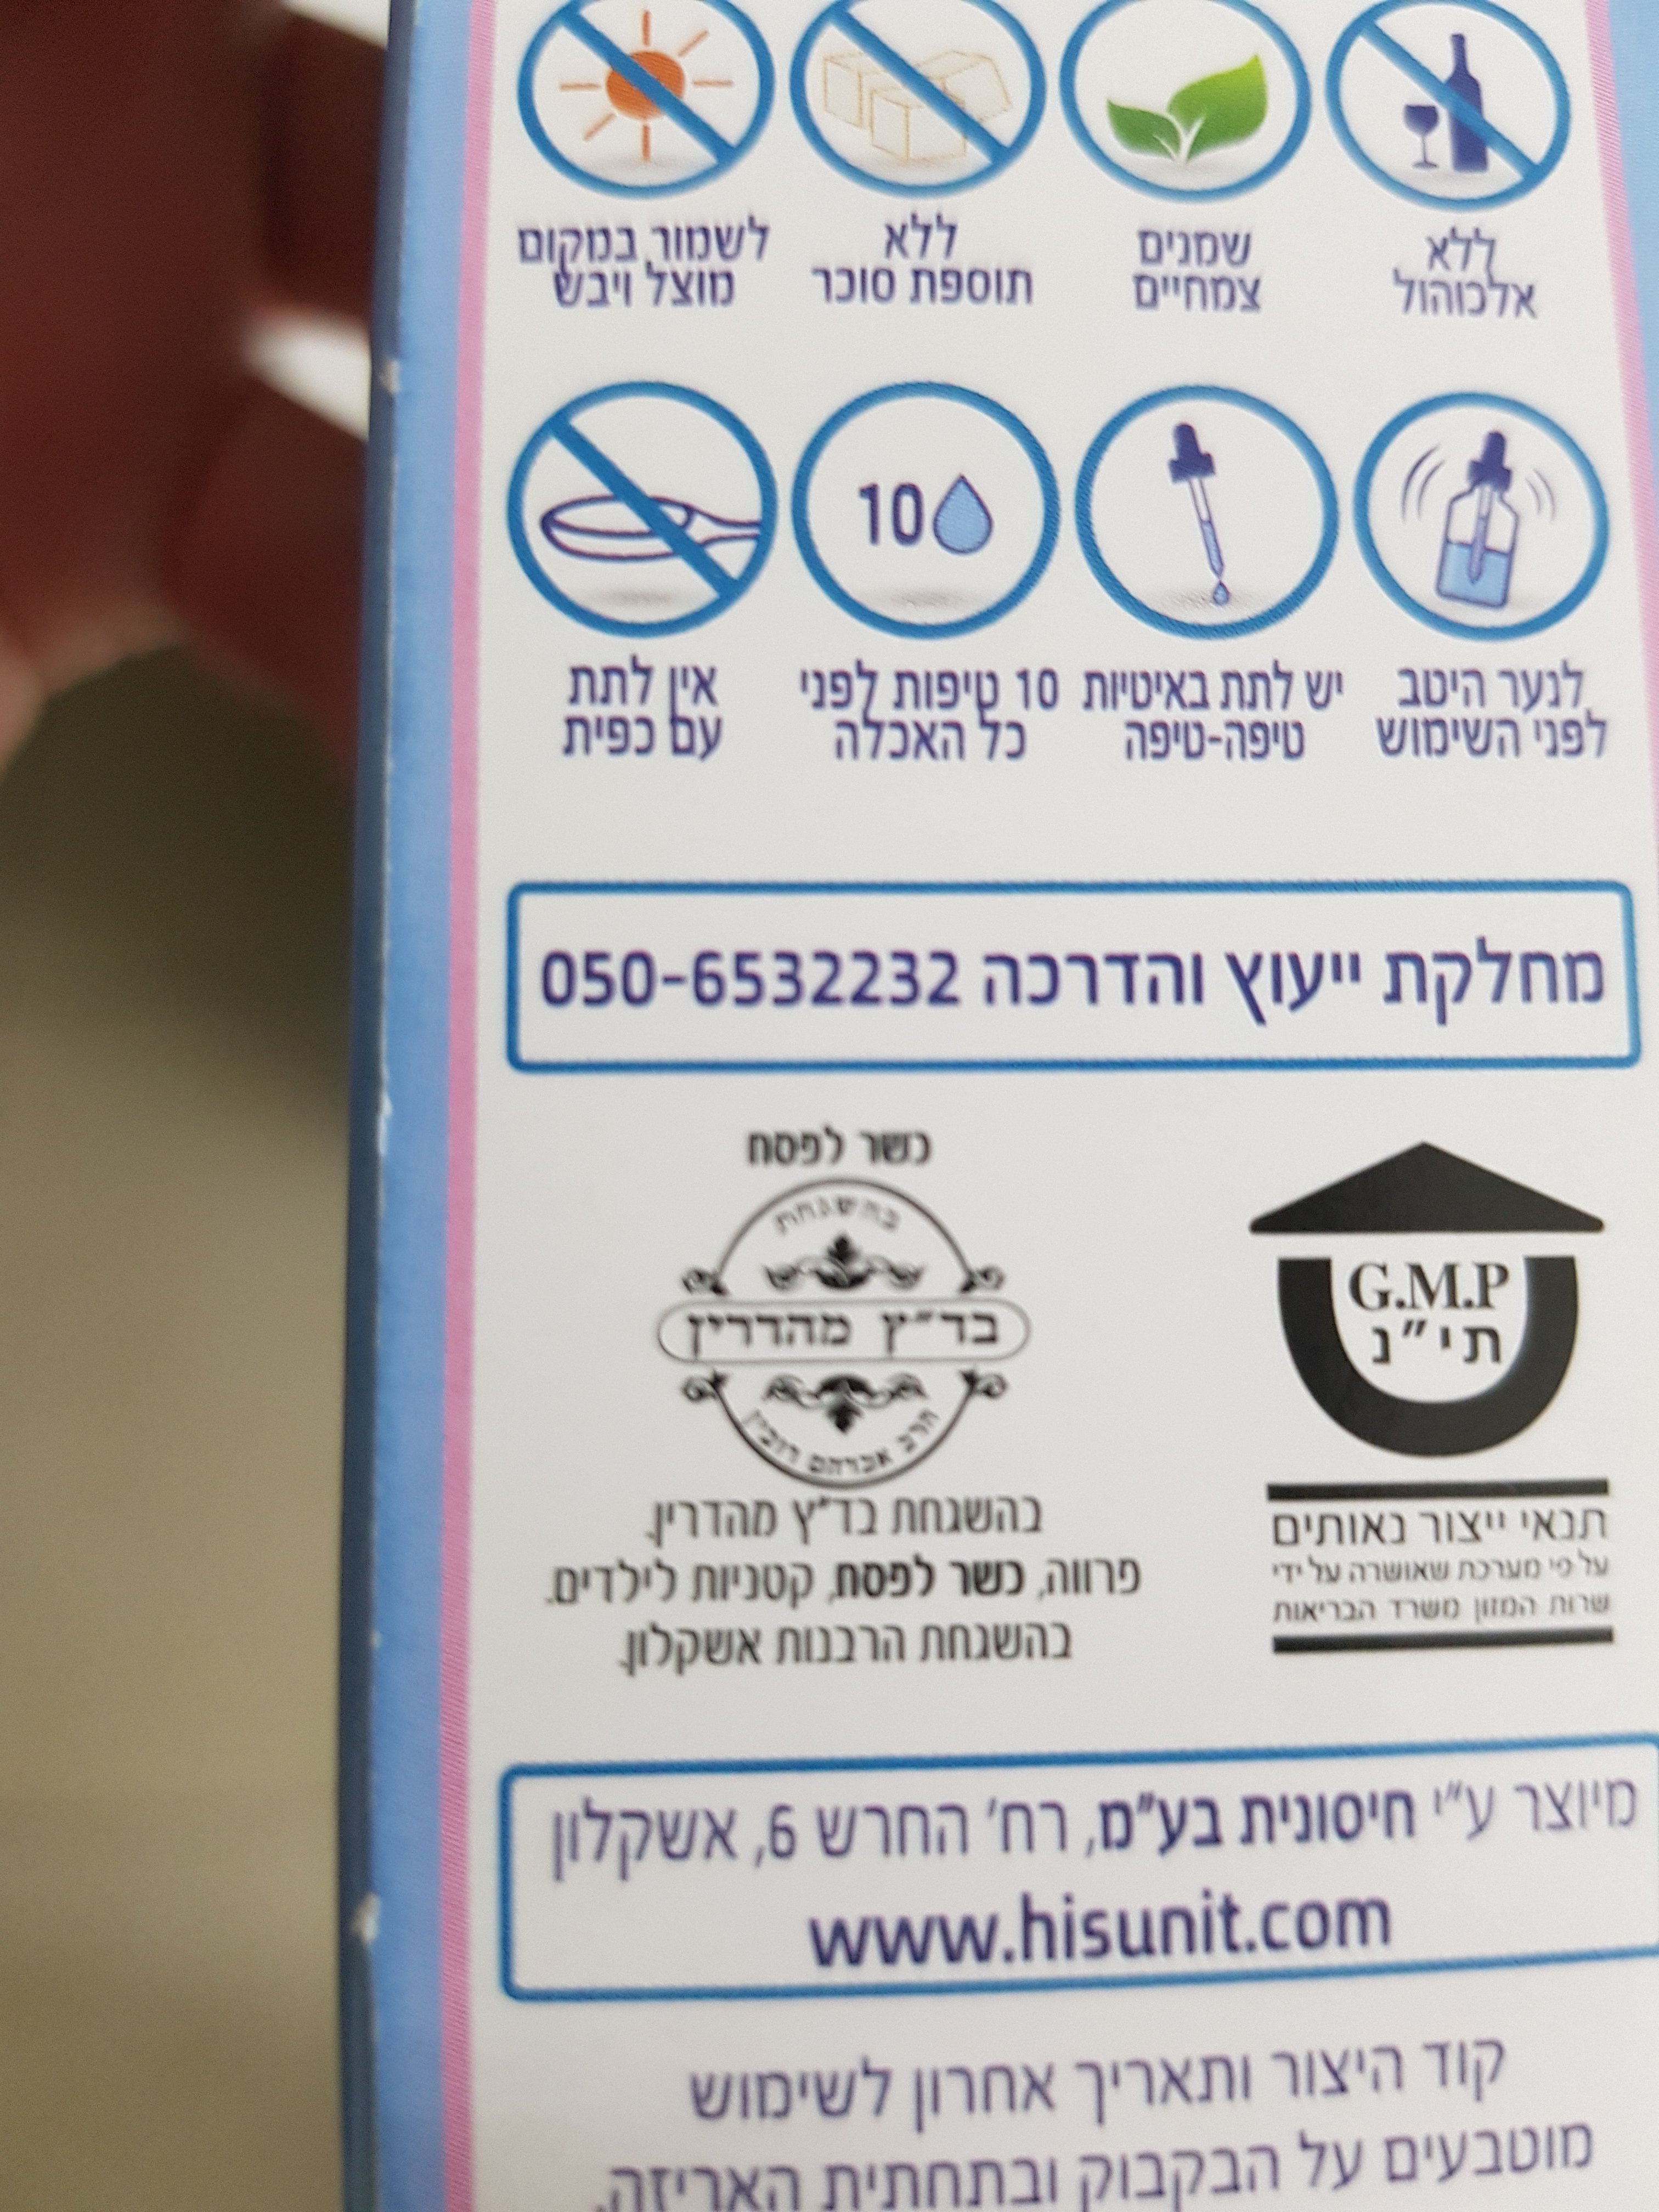 ללא
אלכוהול
שמנים
צמחיים
ללא
תוספת סוכר
לשמור במקום
מוצל ויבש
לנער היטב
לפני השימוש
יש לתת באיטיות
טיפה-טיפה
10
10 טיפות לפני
כל האכלה
אין לתת
עם כפית
מחלקת ייעוץ והדרכה 050-6532232
G.M.P
תי"נ
תנאי ייצור נאותים
על פי מערכת שאושרה על ידי
שרות המזון משרד הבריאות
כשר לפסח
בהשגחת
בד"ץ מהדרין
הרב אברהם רובין
בהשגחת בד"ץ מהדרין.
פרווה, כשר לפסח, קטניות לילדים.
בהשגחת הרבנות אשקלון.
מיוצר ע"י חיסונית בע"מ, רח' החרש 6, אשקלון
www.hisunit.com
קוד היצור ותאריך אחרון לשימוש
מוטבעים על הבקבוק ובתחתית האריזה.